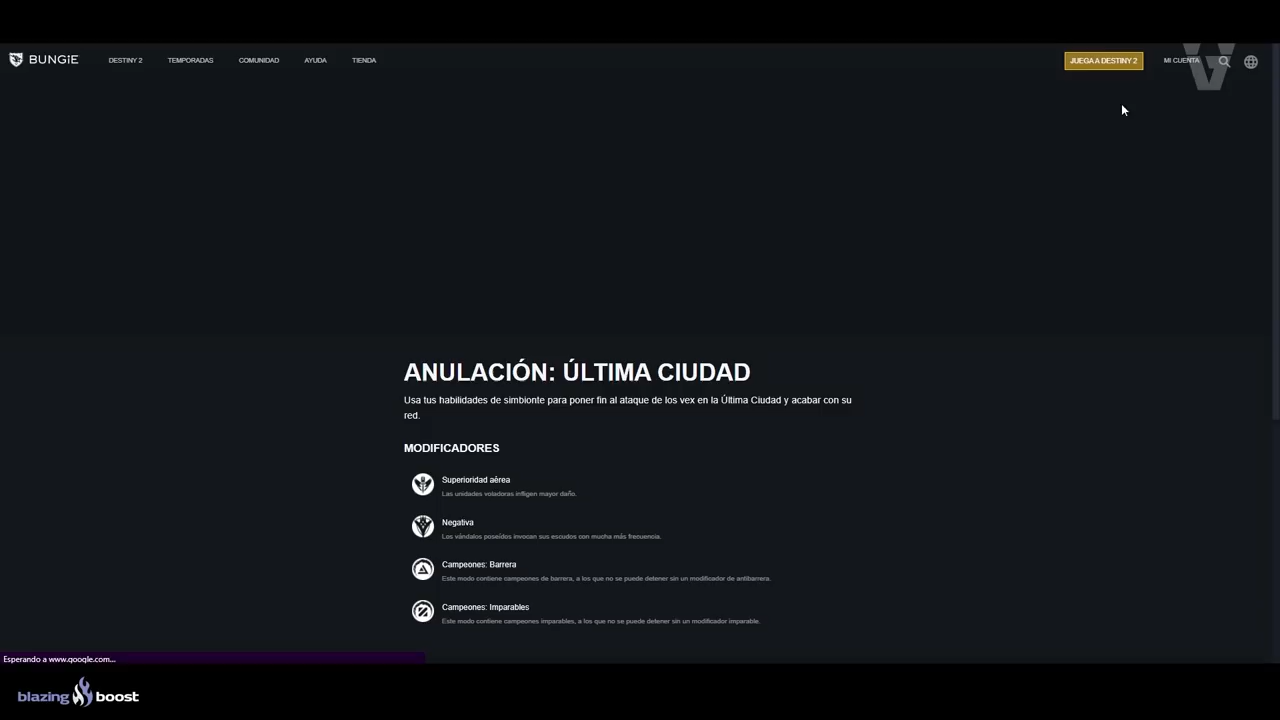 BUNGiE
DESTINY 2 TEMPORADAS COMUNIDAD AYUDA TIENDA JUEGA A DESTINY 2 MI CUENTA
ANULACIÓN: ÚLTIMA CIUDAD
Usa tus habilidades de simbionte para poner fin al ataque de los vex en la Última Ciudad y acabar con su
red.
MODIFICADORES
Superioridad aérea
Las unidades voladoras infligen mayor daño.
Negativa
Los vándalos poseídos invocan sus escudos con mucha más frecuencia.
Campeones: Barrera
Este modo contiene campeones de barrera, a los que no se puede detener sin un modificador de antibarrera.
Campeones: Imparables
Este modo contiene campeones imparables, a los que no se puede detener sin un modificador imparable.
Esperando a www.google.com...
blazing boost